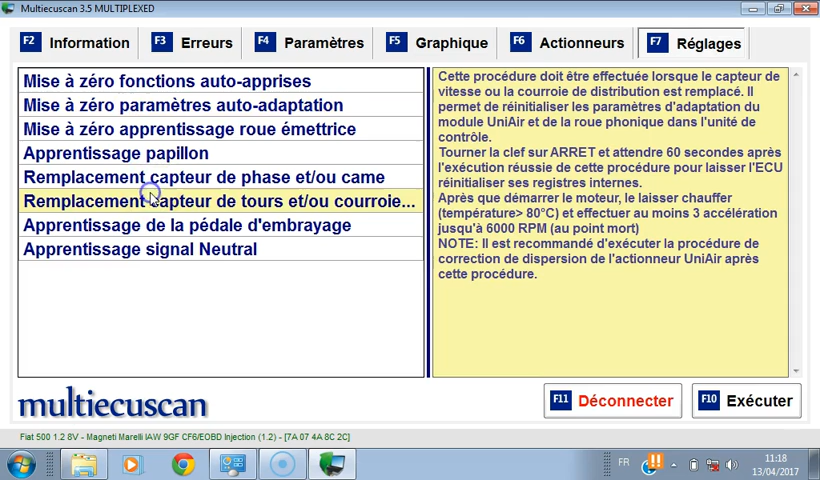 Multiecuscan 3.5 MULTIPLEXED
F2 Information
F3 Erreurs
F4 Paramètres
F5 Graphique
F6 Actionneurs
F7 Réglages
Mise à zéro fonctions auto-apprises
Mise à zéro paramètres auto-adaptation
Mise à zéro apprentissage roue émettrice
Apprentissage papillon
Remplacement capteur de phase et/ou came
Remplacement capteur de tours et/ou courroie...
Apprentissage de la pédale d'embrayage
Apprentissage signal Neutral
Cette procédure doit être effectuée lorsque le capteur de
vitesse ou la courroie de distribution est remplacé. Il
permet de réinitialiser les paramètres d'adaptation du
module UniAir et de la roue phonique dans l'unité de
contrôle.
Tourner la clef sur ARRET et attendre 60 secondes après
l'exécution réussie de cette procédure pour laisser l'ECU
réinitialiser ses registres internes.
Après que démarrer le moteur, le laisser chauffer
(température> 80°C) et effectuer au moins 3 accélération
jusqu'à 6000 RPM (au point mort)
NOTE: Il est recommandé d'exécuter la procédure de
correction de dispersion de l'actionneur UniAir après
cette procédure.
multiecuscan
F11 Déconnecter
F10 Exécuter
Fiat 500 1.2 8V - Magneti Marelli IAW 9GF CF6/EOBD Injection (1.2) - [7A 07 4A 8C 2C]
FR
11:18
13/04/2017